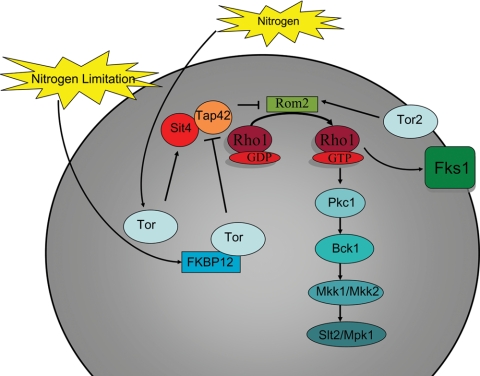 Nitrogen
Nitrogen Limitation
Tap42
Rom2
Sit4
Tor2
Rho1
GDP
Rho1
GTP
Fks1
Pkc1
Tor
Tor
Bck1
FKBP12
Mkk1/Mkk2
Slt2/Mpk1